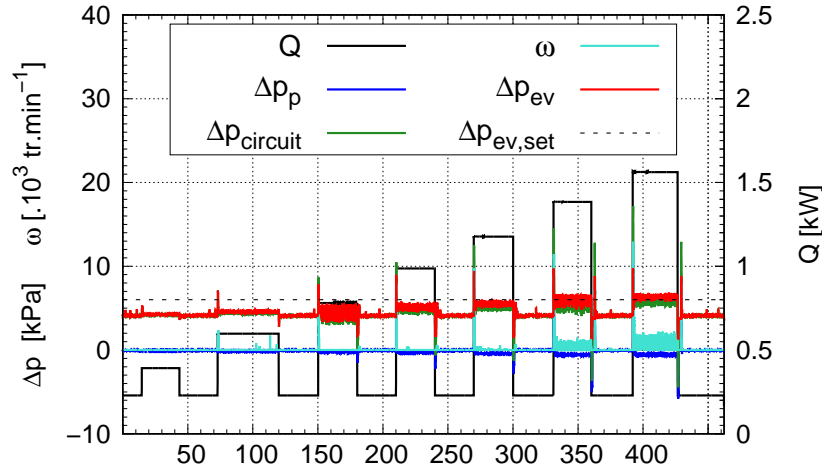 40 2.5
Q ω
30 2
Δp_p Δp_ev
Δp_circuit Δp_ev,set
20 1.5
10 1
0 0.5
−10 0
0 50 100 150 200 250 300 350 400
Δp [kPa] ω [.10³ tr.min⁻¹]
Q [kW]